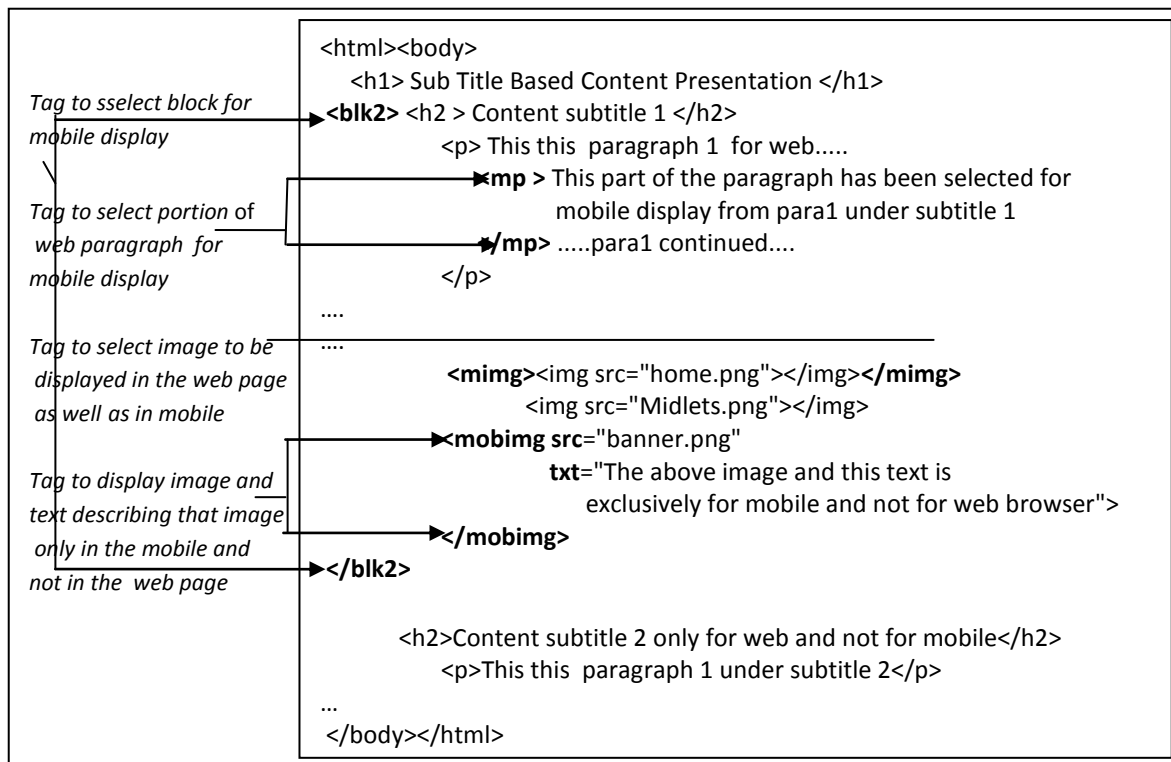 <html><body>
<h1> Sub Title Based Content Presentation </h1>
Tag to sselect block for
mobile display
<blk2> <h2 > Content subtitle 1 </h2>
<p> This this paragraph 1 for web.....
<mp > This part of the paragraph has been selected for
mobile display from para1 under subtitle 1
</mp> .....para1 continued....
</p>
Tag to select portion of
web paragraph for
mobile display
....
....
Tag to select image to be
displayed in the web page
as well as in mobile
<mimg><img src="home.png"></img></mimg>
<img src="Midlets.png"></img>
<mobimg src="banner.png"
txt="The above image and this text is
exclusively for mobile and not for web browser">
</mobimg>
Tag to display image and
text describing that image
only in the mobile and
not in the web page
</blk2>
<h2>Content subtitle 2 only for web and not for mobile</h2>
<p>This this paragraph 1 under subtitle 2</p>
...
</body></html>